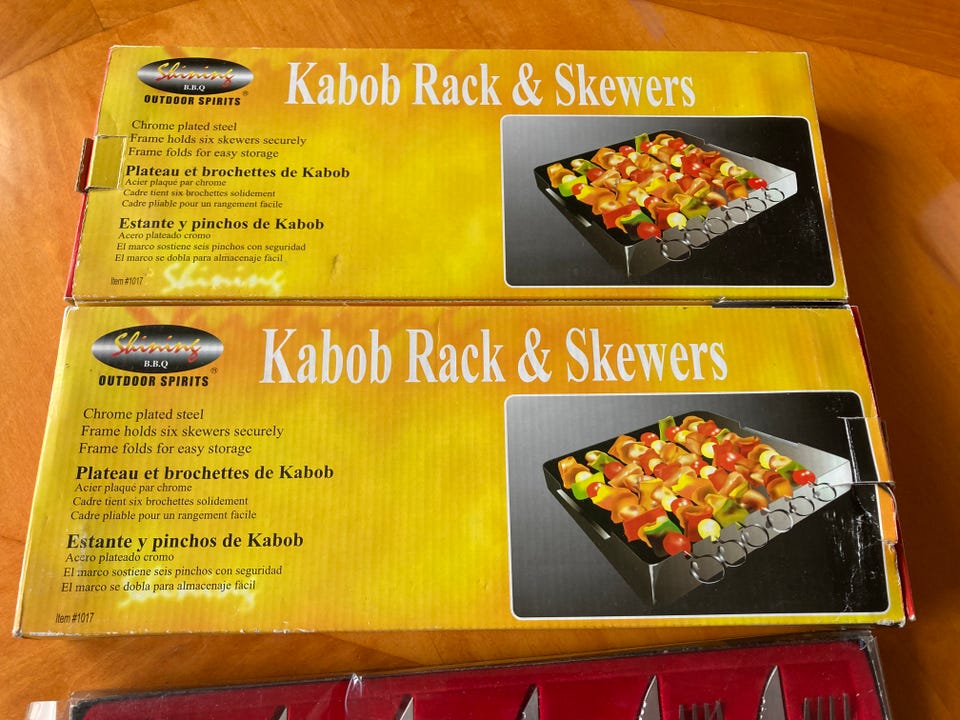 Shining
B.B.Q
OUTDOOR SPIRITS ®
Kabob Rack & Skewers
Chrome plated steel
Frame holds six skewers securely
Frame folds for easy storage
Plateau et brochettes de Kabob
Acier plaqué par chrome
Cadre tient six brochettes solidement
Cadre pliable pour un rangement facile
Estante y pinchos de Kabob
Acero plateado cromo
El marco sostiene seis pinchos con seguridad
El marco se dobla para almacenaje fácil
Item #1017
Shining
Shining
B.B.Q
OUTDOOR SPIRITS ®
Kabob Rack & Skewers
Chrome plated steel
Frame holds six skewers securely
Frame folds for easy storage
Plateau et brochettes de Kabob
Acier plaqué par chrome
Cadre tient six brochettes solidement
Cadre pliable pour un rangement facile
Estante y pinchos de Kabob
Acero plateado cromo
El marco sostiene seis pinchos con seguridad
El marco se dobla para almacenaje fácil
Shining
Item #1017